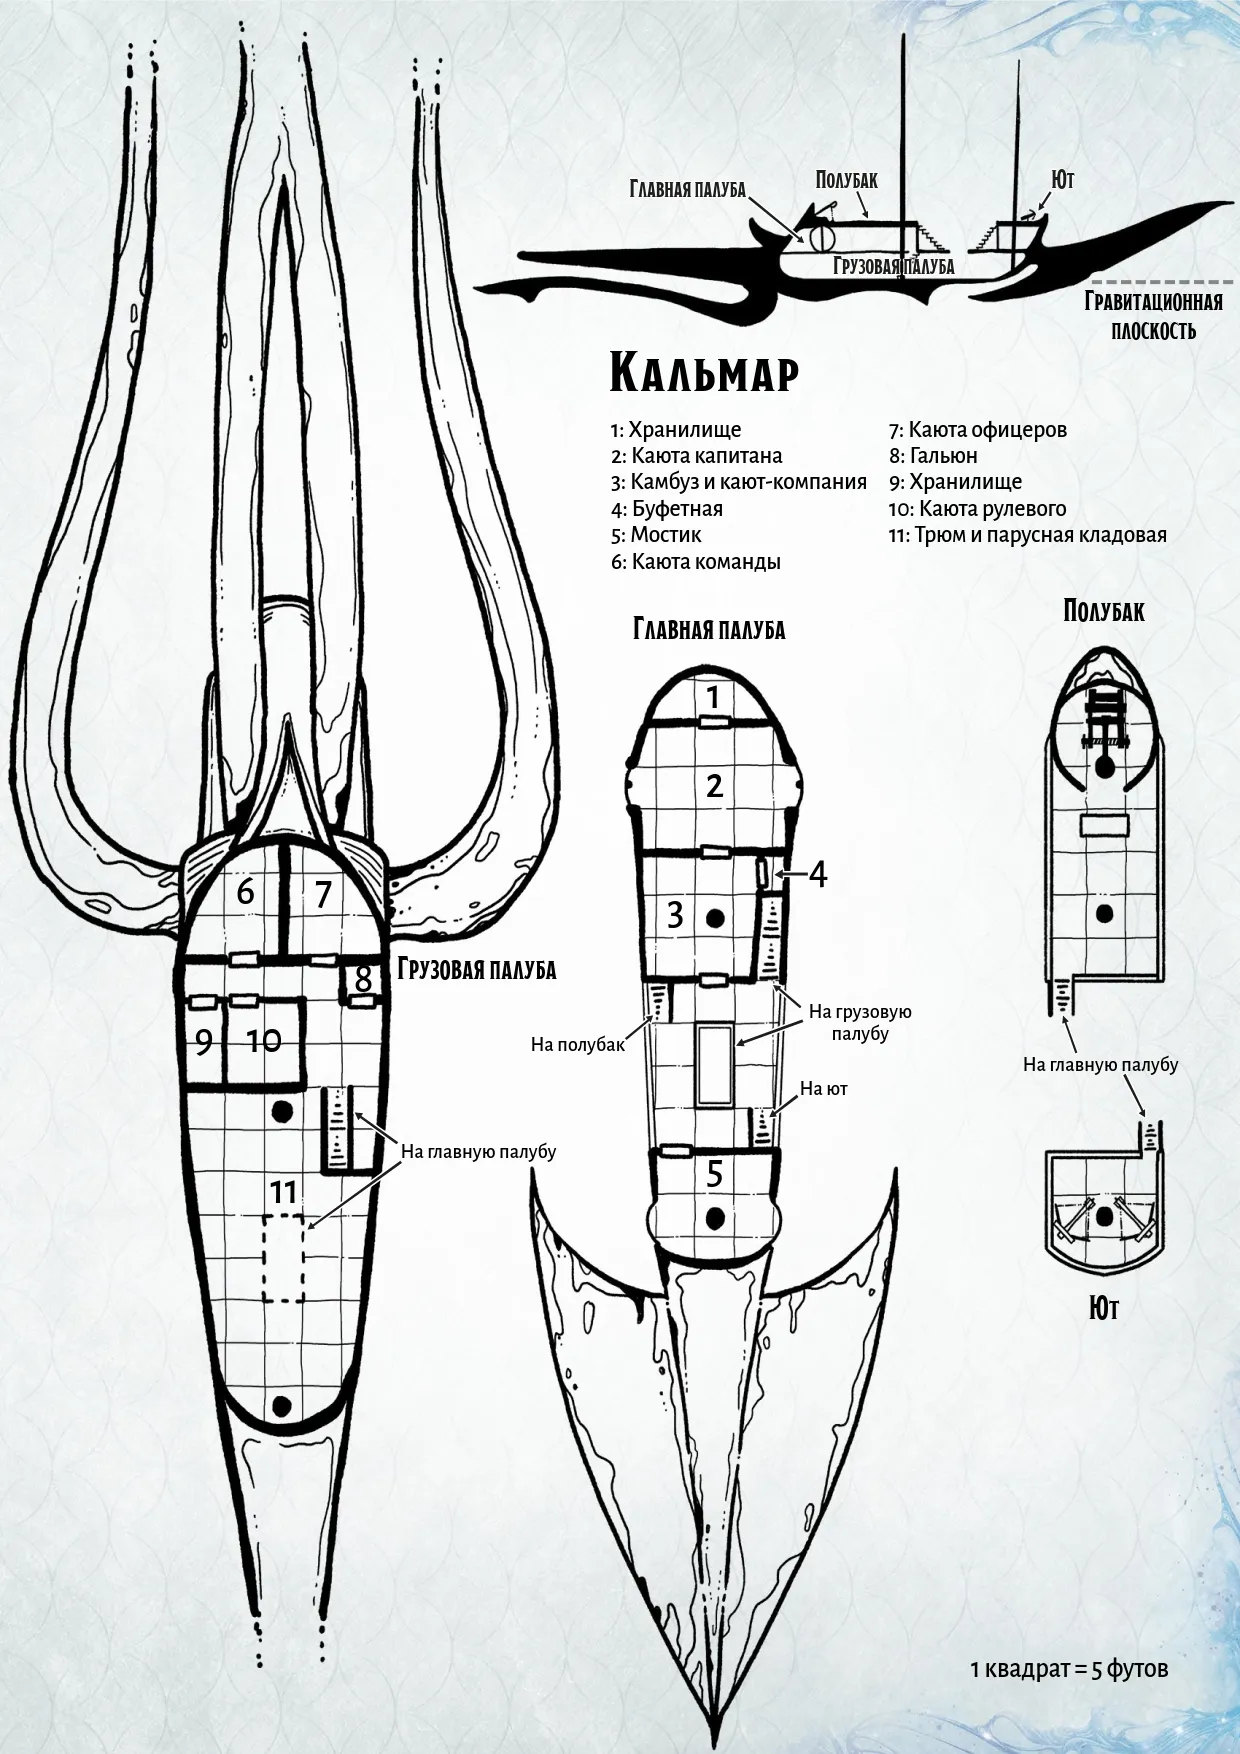 Главная палуба
Полубак
Ют
Грузовая палуба
Гравитационная
плоскость
Кальмар
1: Хранилище
2: Каюта капитана
3: Камбуз и кают-компания
4: Буфетная
5: Мостик
6: Каюта команды
7: Каюта офицеров
8: Гальюн
9: Хранилище
10: Каюта рулевого
11: Трюм и парусная кладовая
Главная палуба
1
2
3
4
На грузовую
палубу
На полубак
На ют
5
Полубак
На главную палубу
Ют
Грузовая палуба
6
7
8
9
10
На главную палубу
11
1 квадрат = 5 футов